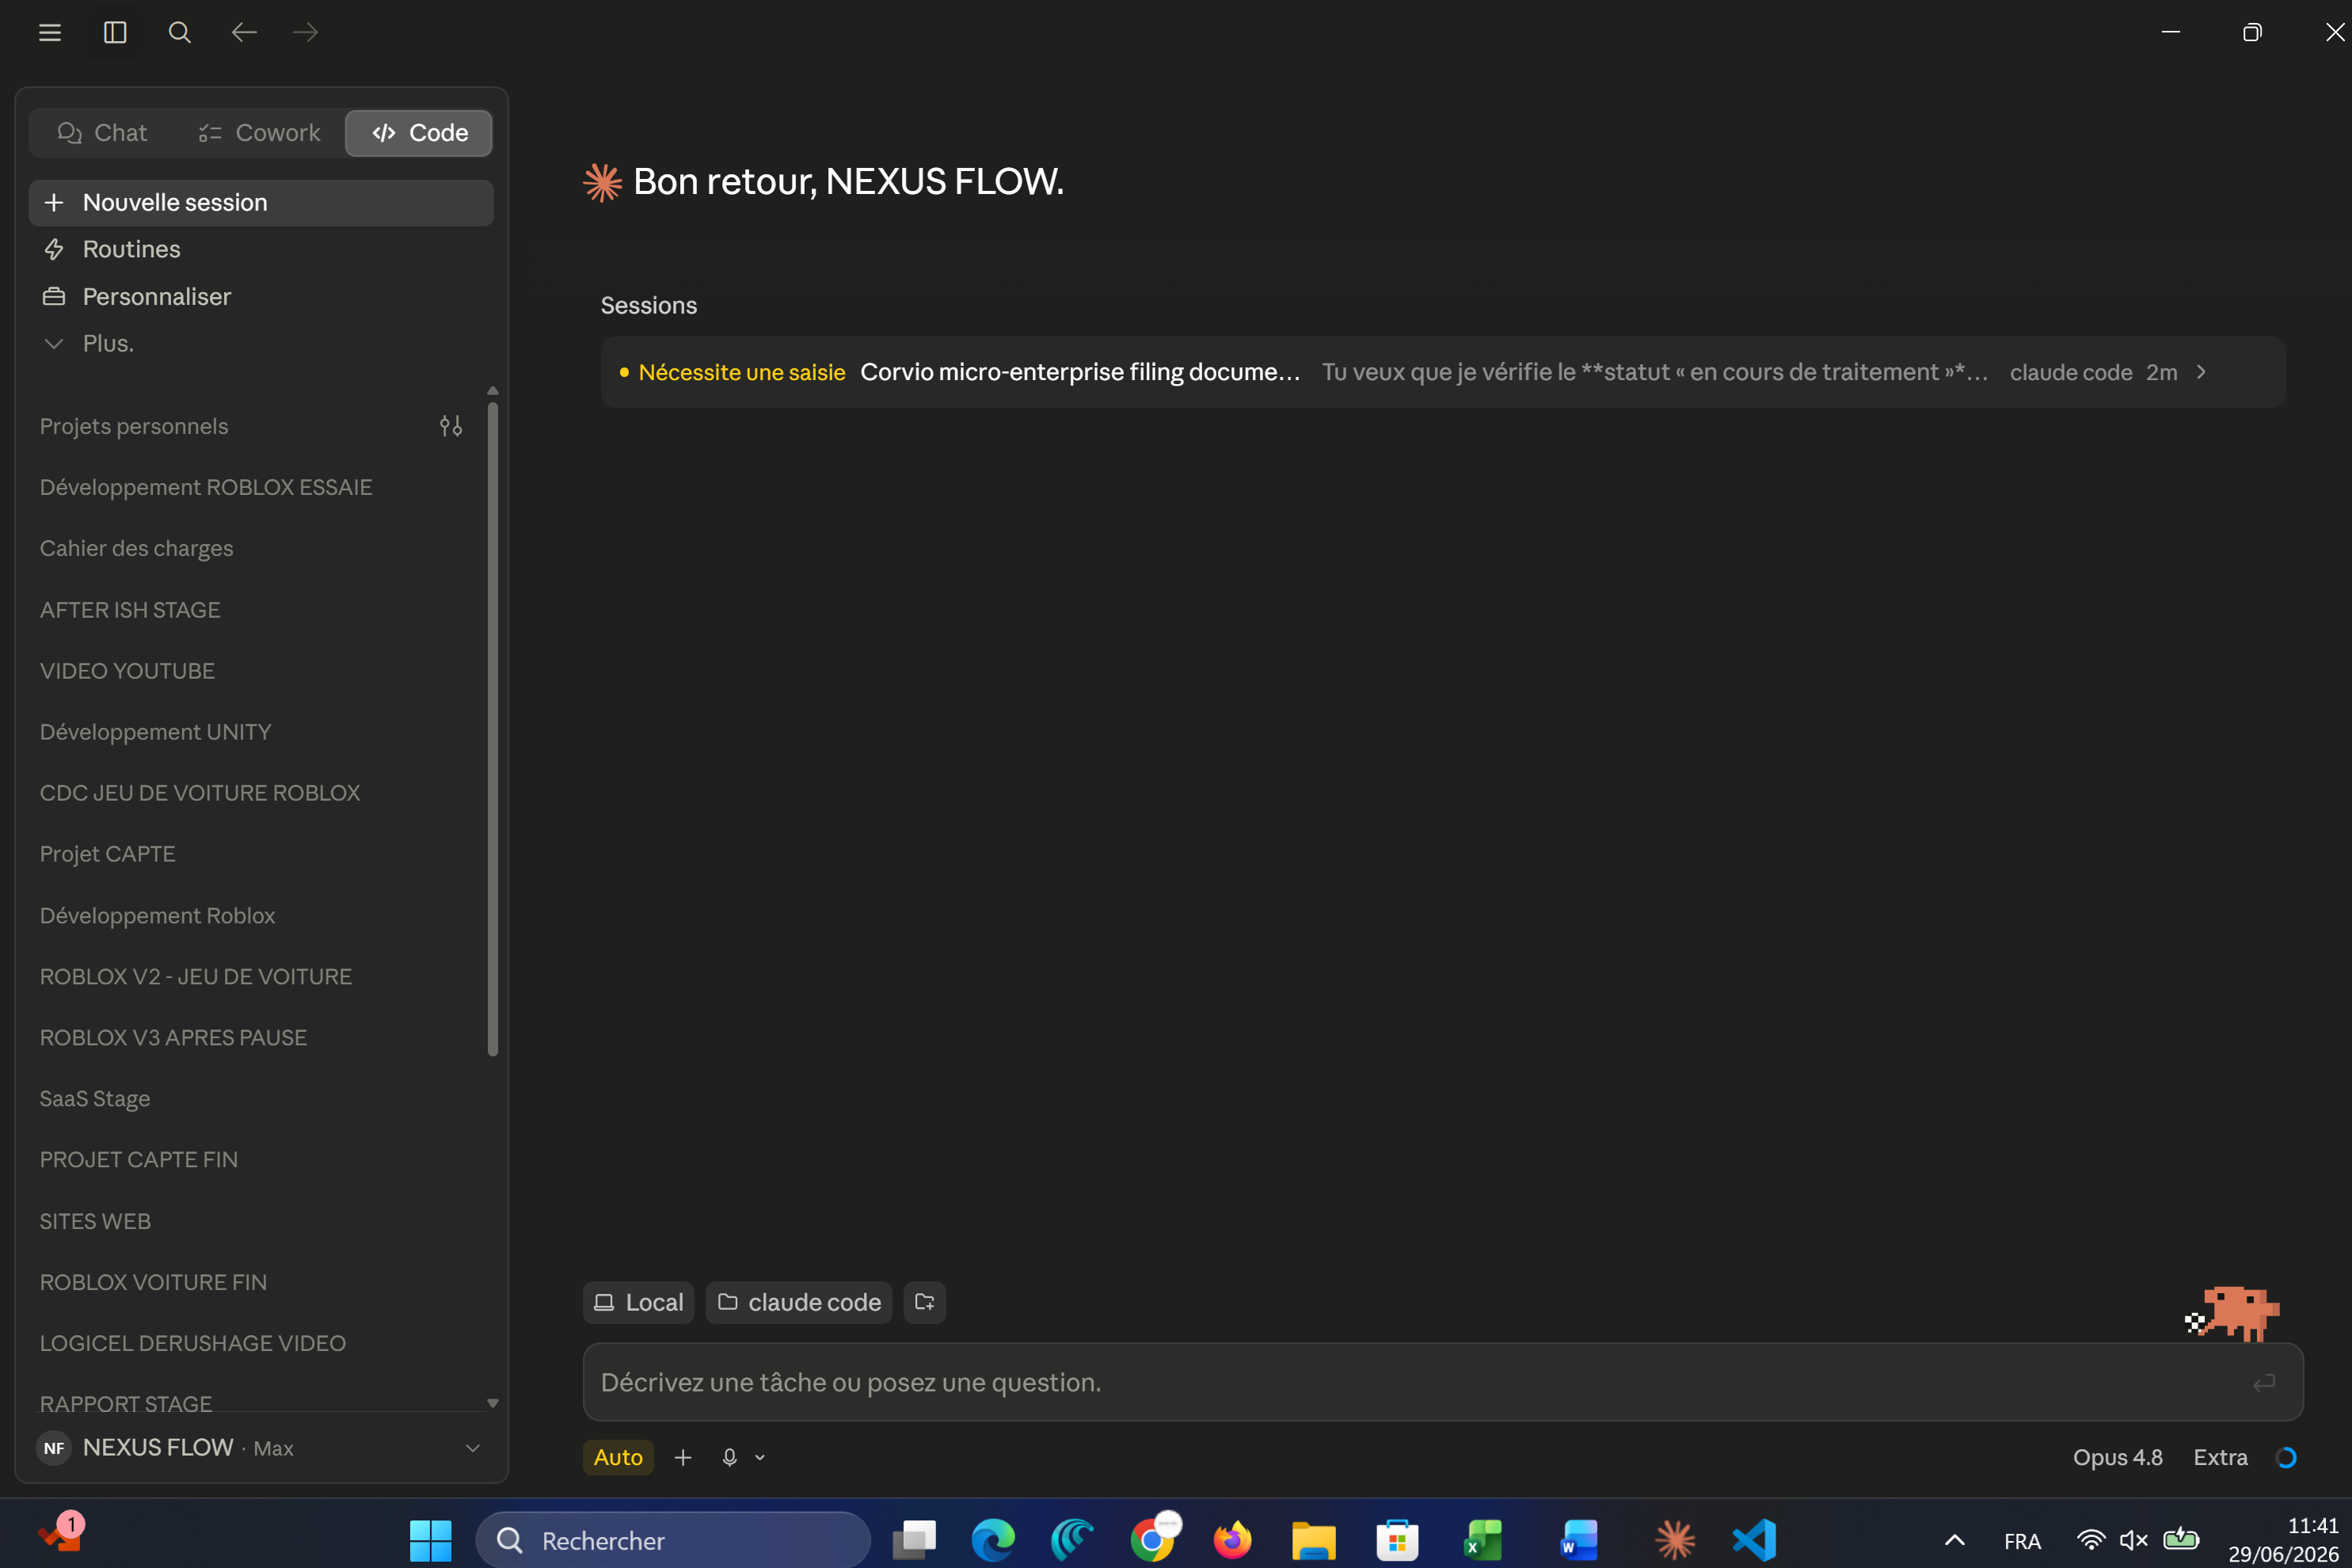 Chat
Cowork
Code
Nouvelle session
Routines
Personnaliser
Plus.
Projets personnels
Développement ROBLOX ESSAIE
Cahier des charges
AFTER ISH STAGE
VIDEO YOUTUBE
Développement UNITY
CDC JEU DE VOITURE ROBLOX
Projet CAPTE
Développement Roblox
ROBLOX V2 - JEU DE VOITURE
ROBLOX V3 APRES PAUSE
SaaS Stage
PROJET CAPTE FIN
SITES WEB
ROBLOX VOITURE FIN
LOGICEL DERUSHAGE VIDEO
RAPPORT STAGE
NF NEXUS FLOW · Max
Bon retour, NEXUS FLOW.
Sessions
Nécessite une saisie Corvio micro-enterprise filing docume... Tu veux que je vérifie le **statut « en cours de traitement »*... claude code 2m
Local
claude code
Décrivez une tâche ou posez une question.
Auto
Opus 4.8
Extra
1
Rechercher
FRA
11:41
29/06/2026